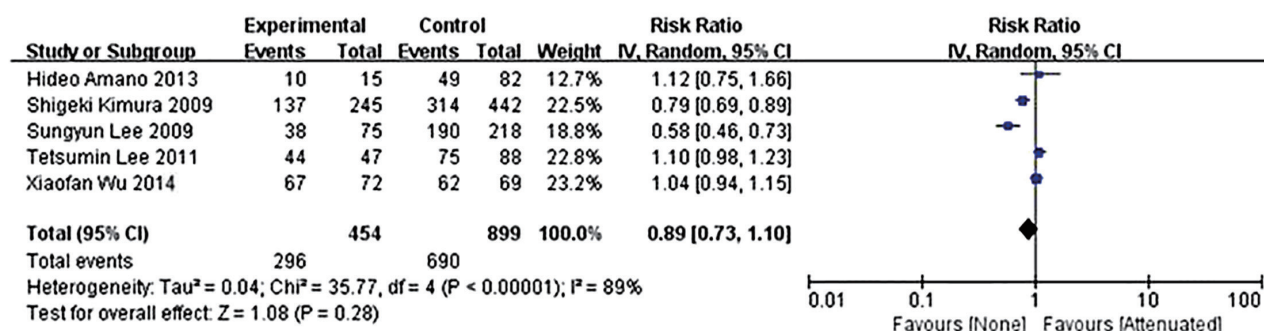 Experimental Control Risk Ratio Risk Ratio
Study or Subgroup Events Total Events Total Weight IV, Random, 95% CI IV, Random, 95% CI
Hideo Amano 2013 10 15 49 82 12.7% 1.12 [0.75, 1.66]
Shigeki Kimura 2009 137 245 314 442 22.5% 0.79 [0.69, 0.89]
Sungyun Lee 2009 38 75 190 218 18.8% 0.58 [0.46, 0.73]
Tetsumin Lee 2011 44 47 75 88 22.8% 1.10 [0.98, 1.23]
Xiaofan Wu 2014 67 72 62 69 23.2% 1.04 [0.94, 1.15]
Total (95% CI) 454 899 100.0% 0.89 [0.73, 1.10]
Total events 296 690
Heterogeneity: Tau² = 0.04; Chi² = 35.77, df = 4 (P < 0.00001); I² = 89%
Test for overall effect: Z = 1.08 (P = 0.28)
0.01 0.1 1 10 100
Favours [None] Favours [Attenuated]